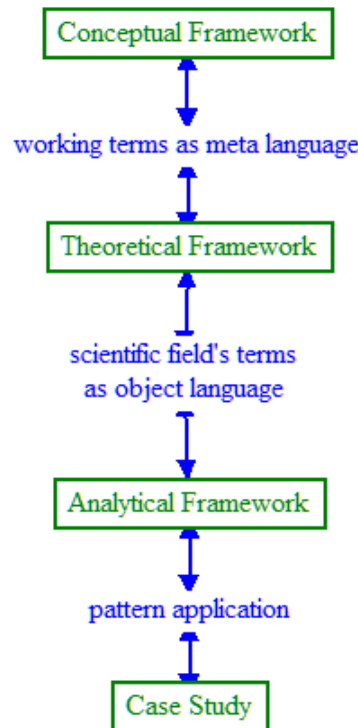 Conceptual Framework
working terms as meta language
Theoretical Framework
scientific field's terms
as object language
Analytical Framework
pattern application
Case Study